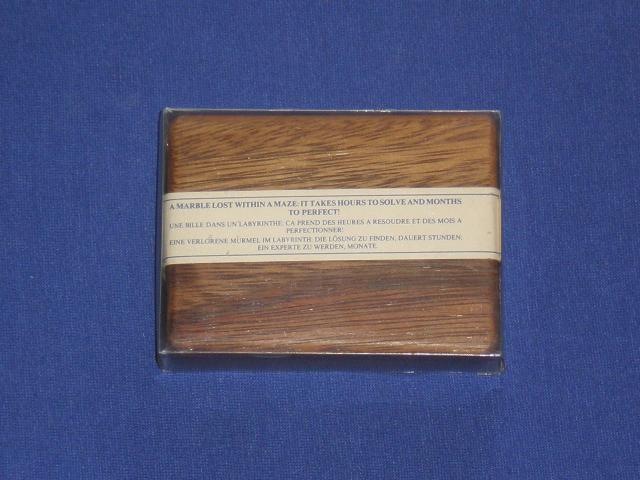 A MARBLE LOST WITHIN A MAZE: IT TAKES HOURS TO SOLVE AND MONTHS
TO PERFECT!
UNE BILLE DANS UN LABYRINTHE: CA PREND DES HEURES A RESOUDRE ET DES MOIS A
PERFECTIONNER!
EINE VERLORENE MURMEL IM LABYRINTH: DIE LÖSUNG ZU FINDEN, DAUERT STUNDEN;
EIN EXPERTE ZU WERDEN, MONATE.